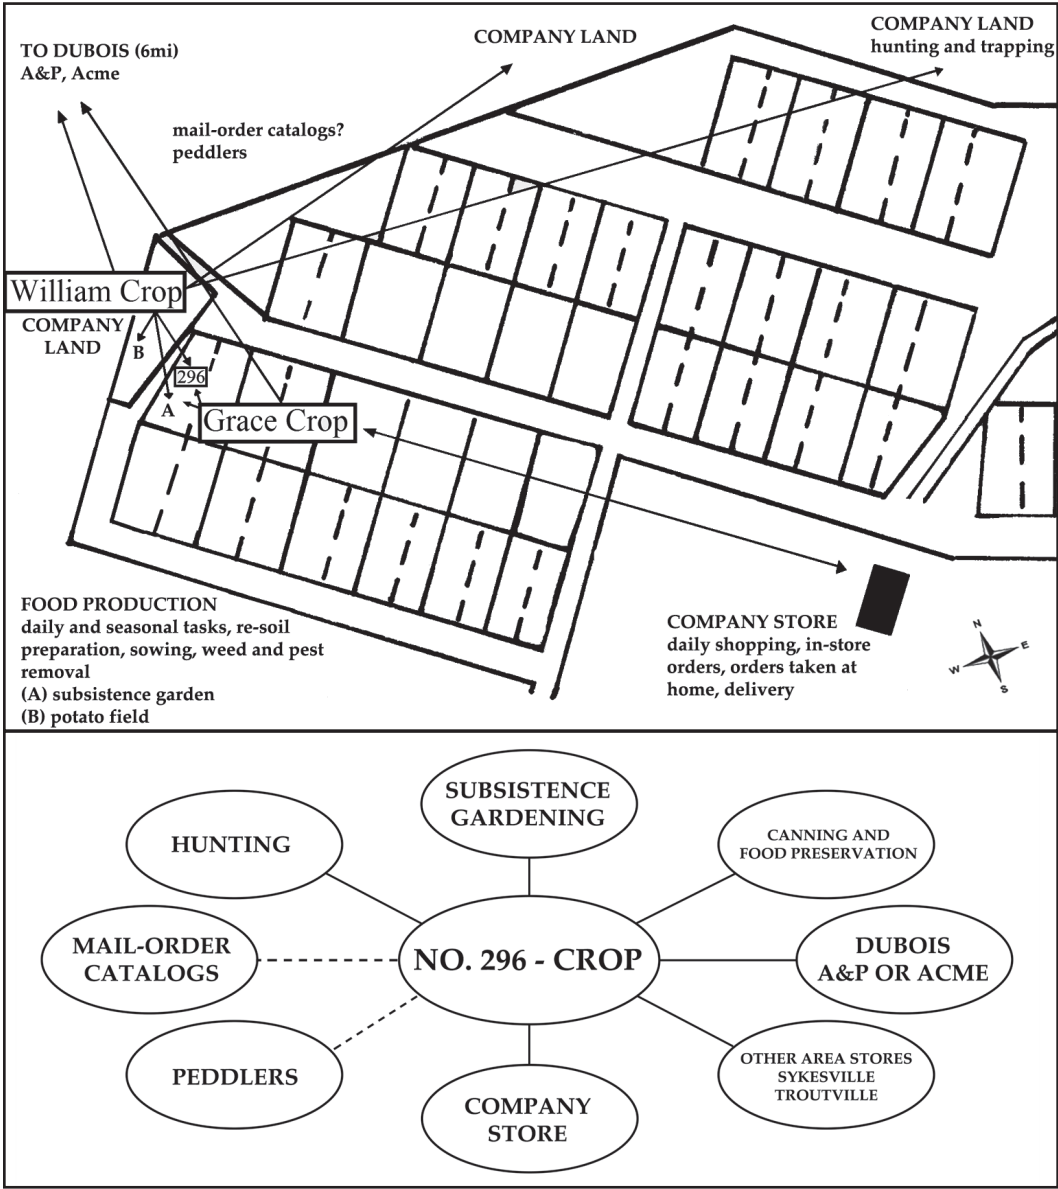 TO DUBOIS (6mi)
A&P, Acme
mail-order catalogs?
peddlers
COMPANY LAND
COMPANY LAND
hunting and trapping
William Crop
COMPANY
LAND
B
296
A
Grace Crop
FOOD PRODUCTION
daily and seasonal tasks, re-soil
preparation, sowing, weed and pest
removal
(A) subsistence garden
(B) potato field
COMPANY STORE
daily shopping, in-store
orders, orders taken at
home, delivery
N
E
W
S
SUBSISTENCE
GARDENING
HUNTING
CANNING AND
FOOD PRESERVATION
MAIL-ORDER
CATALOGS
NO. 296 - CROP
DUBOIS
A&P OR ACME
PEDDLERS
OTHER AREA STORES
SYKESVILLE
TROUTVILLE
COMPANY
STORE